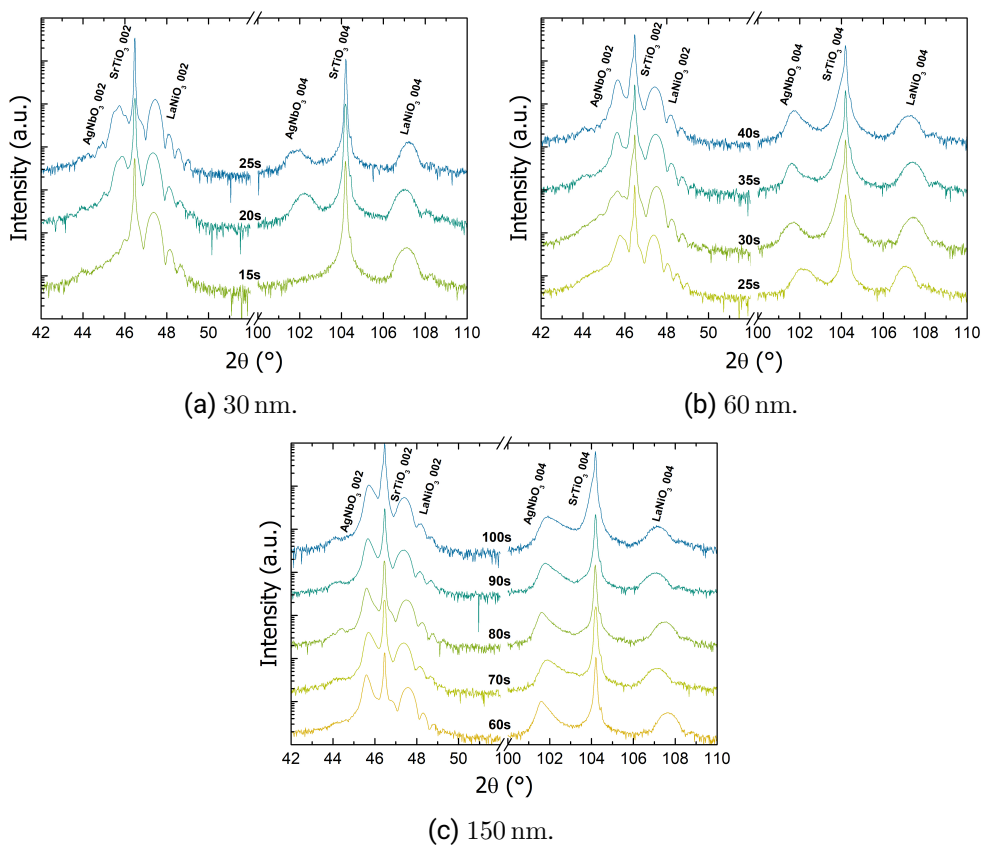 Intensity (a.u.)
AgNbO3 002
SrTiO3 002
LaNiO3 002
AgNbO3 004
SrTiO3 004
LaNiO3 004
25s
20s
15s
42 44 46 48 50 100 102 104 106 108 110
2θ (°)
(a) 30 nm.
Intensity (a.u.)
AgNbO3 002
SrTiO3 002
LaNiO3 002
AgNbO3 004
SrTiO3 004
LaNiO3 004
40s
35s
30s
25s
42 44 46 48 50 100 102 104 106 108 110
2θ (°)
(b) 60 nm.
Intensity (a.u.)
AgNbO3 002
SrTiO3 002
LaNiO3 002
AgNbO3 004
SrTiO3 004
LaNiO3 004
100s
90s
80s
70s
60s
42 44 46 48 50 100 102 104 106 108 110
2θ (°)
(c) 150 nm.